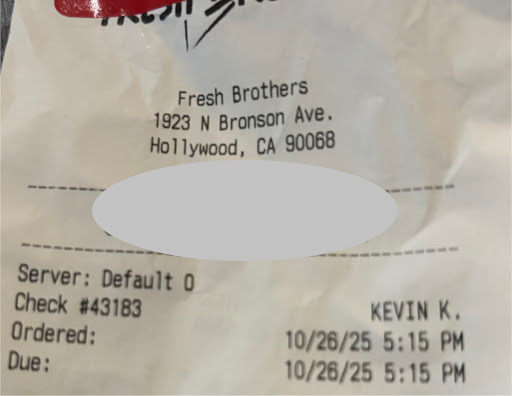 FRESH
Fresh Brothers
1923 N Bronson Ave.
Hollywood, CA 90068
Server: Default O
Check #43183
KEVIN K.
Ordered: 10/26/25 5:15 PM
Due: 10/26/25 5:15 PM